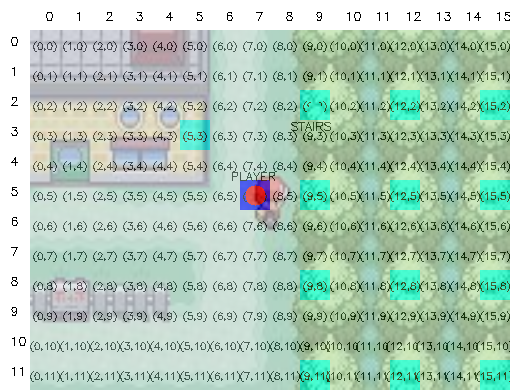 0 1 2 3 4 5 6 7 8 9 10 11 12 13 14 15
0 (0,0) (1,0) (2,0) (3,0) (4,0) (5,0) (6,0) (7,0) (8,0) (9,0) (10,0) (11,0) (12,0) (13,0) (14,0) (15,0)
1 (0,1) (1,1) (2,1) (3,1) (4,1) (5,1) (6,1) (7,1) (8,1) (9,1) (10,1) (11,1) (12,1) (13,1) (14,1) (15,1)
2 (0,2) (1,2) (2,2) (3,2) (4,2) (5,2) (6,2) (7,2) (8,2) (10,2) (11,2) (12,2) (13,2) (14,2) (15,2)
STAIRS
3 (0,3) (1,3) (2,3) (3,3) (4,3) (5,3) (6,3) (7,3) (8,3) (9,3) (10,3) (11,3) (12,3) (13,3) (14,3) (15,3)
4 (0,4) (1,4) (2,4) (3,4) (4,4) (5,4) (6,4) (7,4) (8,4) (9,4) (10,4) (11,4) (12,4) (13,4) (14,4) (15,4)
PLAYER
5 (0,5) (1,5) (2,5) (3,5) (4,5) (5,5) (6,5) (8,5) (9,5) (10,5) (11,5) (12,5) (13,5) (14,5) (15,5)
6 (0,6) (1,6) (2,6) (3,6) (4,6) (5,6) (6,6) (7,6) (8,6) (9,6) (10,6) (11,6) (12,6) (13,6) (14,6) (15,6)
7 (0,7) (1,7) (2,7) (3,7) (4,7) (5,7) (6,7) (7,7) (8,7) (9,7) (10,7) (11,7) (12,7) (13,7) (14,7) (15,7)
8 (0,8) (1,8) (2,8) (3,8) (4,8) (5,8) (6,8) (7,8) (8,8) (9,8) (10,8) (11,8) (12,8) (13,8) (14,8) (15,8)
9 (0,9) (1,9) (2,9) (3,9) (4,9) (5,9) (6,9) (7,9) (8,9) (9,9) (10,9) (11,9) (12,9) (13,9) (14,9) (15,9)
10 (0,10) (1,10) (2,10) (3,10) (4,10) (5,10) (6,10) (7,10) (8,10) (9,10) (10,10) (11,10) (12,10) (13,10) (14,10) (15,10)
11 (0,11) (1,11) (2,11) (3,11) (4,11) (5,11) (6,11) (7,11) (8,11) (9,11) (10,11) (11,11) (12,11) (13,11) (14,11) (15,11)